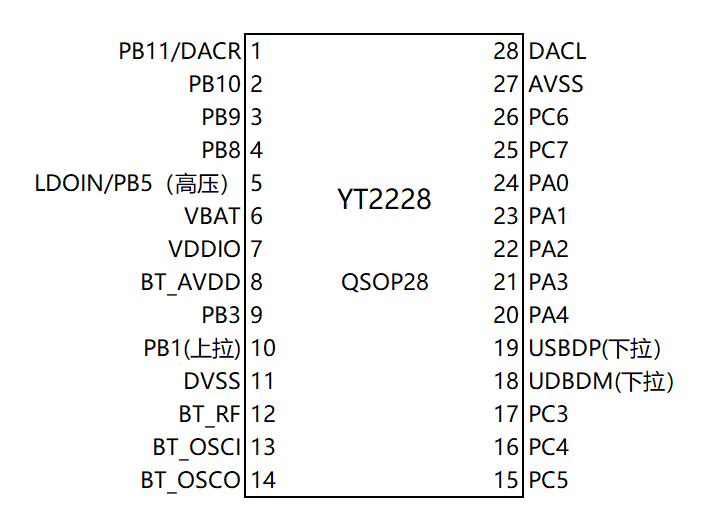 PB11/DACR 1 28 DACL
PB10 2 27 AVSS
PB9 3 26 PC6
PB8 4 25 PC7
LDOIN/PB5（高压） 5 24 PA0
YT2228
VBAT 6 23 PA1
VDDIO 7 22 PA2
BT_AVDD 8 QSOP28 21 PA3
PB3 9 20 PA4
PB1(上拉) 10 19 USBDP(下拉）
DVSS 11 18 UDBDM(下拉）
BT_RF 12 17 PC3
BT_OSCI 13 16 PC4
BT_OSCO 14 15 PC5